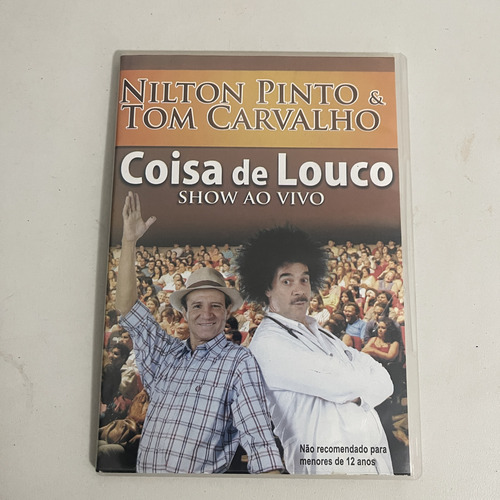 NILTON PINTO &
TOM CARVALHO
Coisa de Louco
SHOW AO VIVO
Não recomendado para
menores de 12 anos